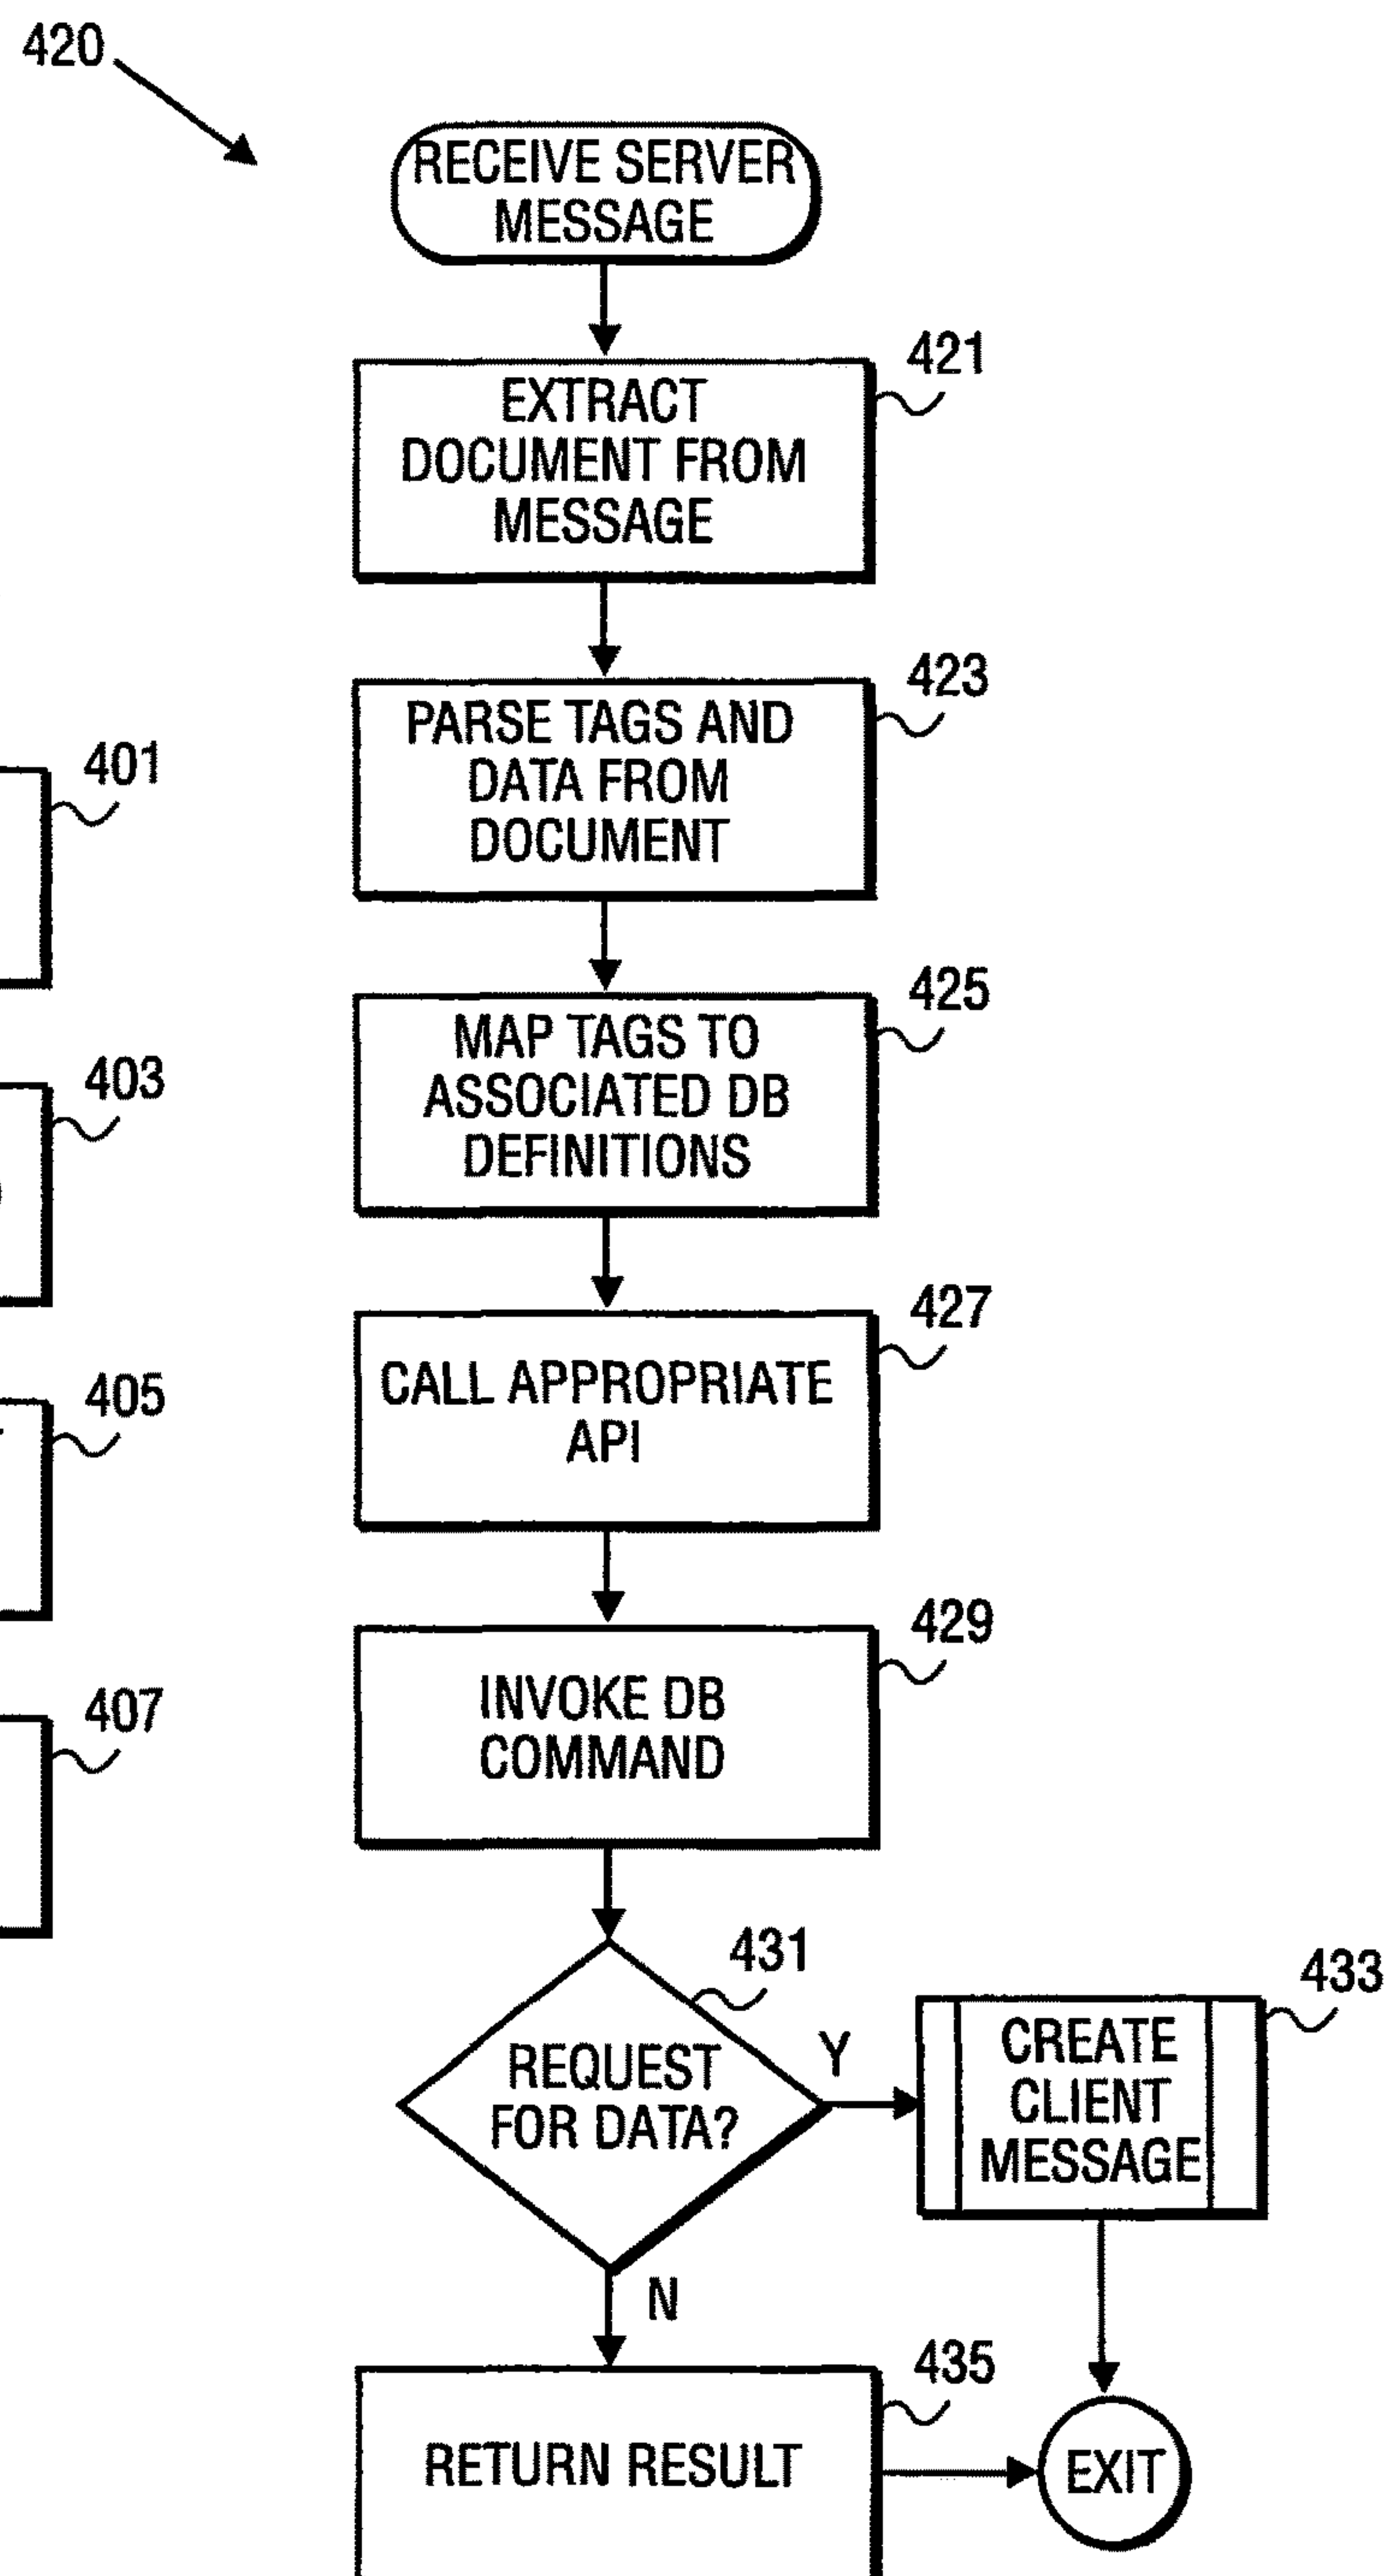 420
RECEIVE SERVER
MESSAGE
421
EXTRACT
DOCUMENT FROM
MESSAGE
423
PARSE TAGS AND
DATA FROM
DOCUMENT
401
425
MAP TAGS TO
ASSOCIATED DB
DEFINITIONS
403
427
CALL APPROPRIATE
API
405
429
INVOKE DB
COMMAND
407
431
REQUEST
FOR DATA?
Y
433
CREATE
CLIENT
MESSAGE
N
435
RETURN RESULT
EXIT